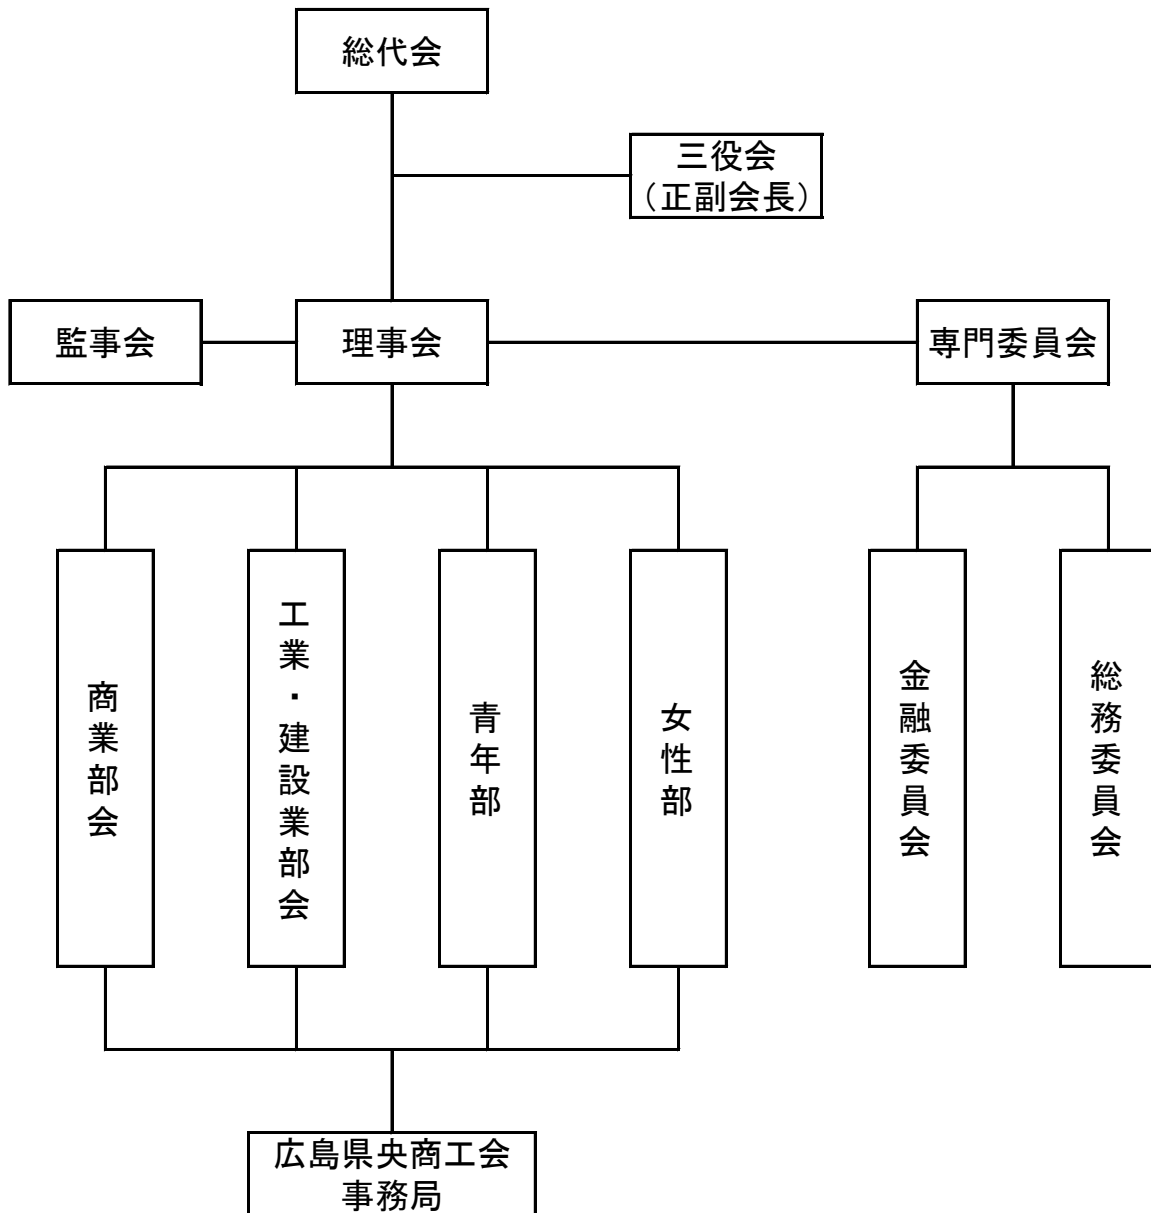 総代会
三役会
（正副会長）
監事会
理事会
専門委員会
商業部会
工業・建設業部会
青年部
女性部
金融委員会
総務委員会
広島県央商工会
事務局